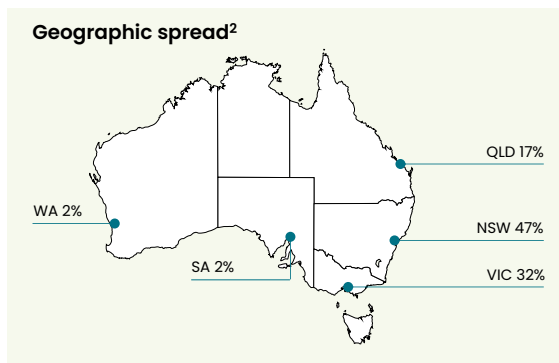 Geographic spread²
QLD 17%
WA 2%
NSW 47%
SA 2%
VIC 32%